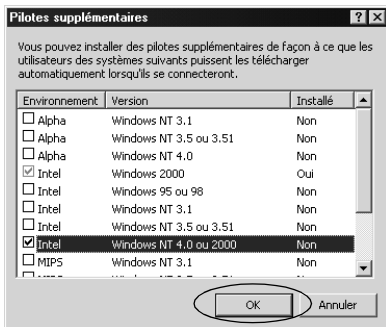 Pilotes supplémentaires
Vous pouvez installer des pilotes supplémentaires de façon à ce que les
utilisateurs des systèmes suivants puissent les télécharger
automatiquement lorsqu'ils se connecteront.
Environnement Version Installé
Alpha Windows NT 3.1 Non
Alpha Windows NT 3.5 ou 3.51 Non
Alpha Windows NT 4.0 Non
Intel Windows 2000 Oui
Intel Windows 95 ou 98 Non
Intel Windows NT 3.1 Non
Intel Windows NT 3.5 ou 3.51 Non
Intel Windows NT 4.0 ou 2000 Non
MIPS Windows NT 3.1 Non
OK Annuler